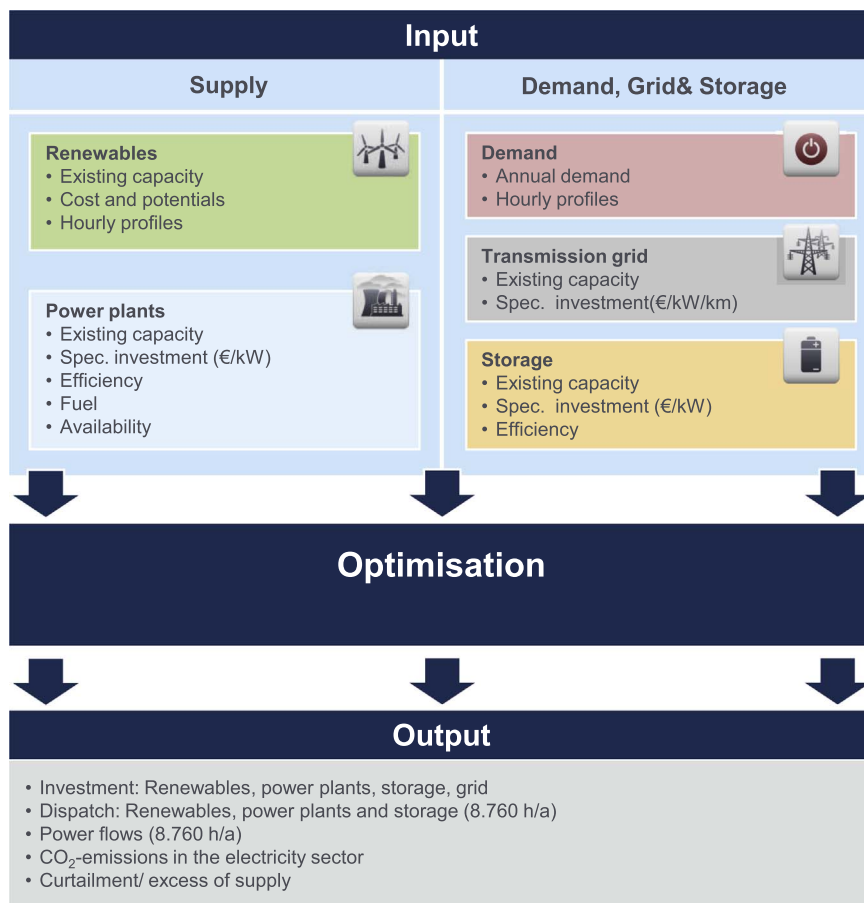 Input
Supply
Demand, Grid& Storage
Renewables
• Existing capacity
• Cost and potentials
• Hourly profiles
Power plants
• Existing capacity
• Spec. investment (€/kW)
• Efficiency
• Fuel
• Availability
Demand
• Annual demand
• Hourly profiles
Transmission grid
• Existing capacity
• Spec. investment(€/kW/km)
Storage
• Existing capacity
• Spec. investment (€/kW)
• Efficiency
Optimisation
Output
• Investment: Renewables, power plants, storage, grid
• Dispatch: Renewables, power plants and storage (8.760 h/a)
• Power flows (8.760 h/a)
• CO₂-emissions in the electricity sector
• Curtailment/ excess of supply